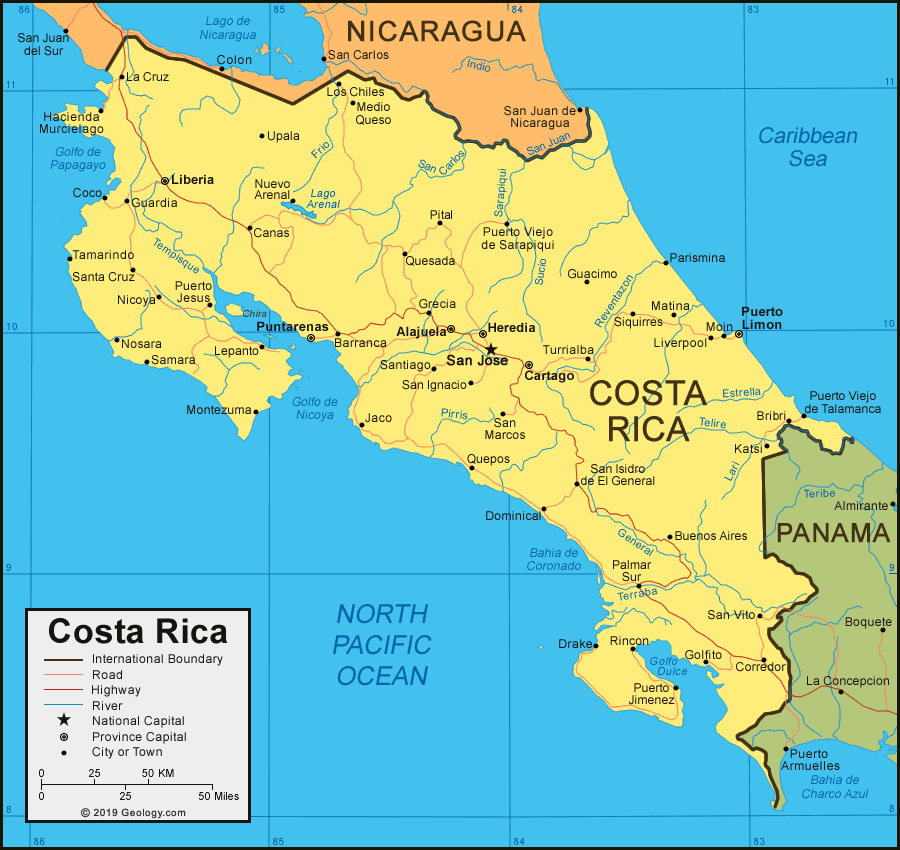 86
85
84
83
San Juan
del Sur
Lago de
Nicaragua
NICARAGUA
Colon
San Carlos
Indio
La Cruz
11
11
Los Chiles
Medio
Queso
San Juan de
Nicaragua
Hacienda
Murcielago
Upala
Frio
San Juan
Caribbean
Sea
Golfo de
Papagayo
San Carlos
Liberia
Nuevo
Arenal
Lago
Arenal
Sarapiqui
Coco
Guardia
Pital
Canas
Puerto Viejo
de Sarapiqui
Tamarindo
Tempisque
Quesada
Sucio
Parismina
Santa Cruz
Guacimo
Reventazon
Nicoya
Puerto
Jesus
Chira
Grecia
Matina
Siquirres
Puerto
Limon
Moin
10
10
Puntarenas
Alajuela
Heredia
Nosara
Barranca
Liverpool
Lepanto
San Jose
Turrialba
Samara
Santiago
Cartago
San Ignacio
COSTA
RICA
Estrella
Puerto Viejo
de Talamanca
Montezuma
Golfo de
Nicoya
Jaco
Pirris
San
Marcos
Telire
Bribri
Katsi
Quepos
San Isidro
de El General
Lari
Teribe
Almirante
Dominical
PANAMA
General
Buenos Aires
Bahia de
Coronado
Palmar
Sur
9
9
Terraba
NORTH
PACIFIC
OCEAN
San Vito
Boquete
Drake
Rincon
Golfo
Dulce
Golfito
Corredor
Puerto
Jimenez
La Concepcion
Puerto
Armuelles
Bahia de
Charco Azul
Costa Rica
International Boundary
Road
Highway
River
National Capital
Province Capital
City or Town
0 25 50 KM
0 25 50 Miles
© 2019 Geology.com
8
8
86
85
84
83